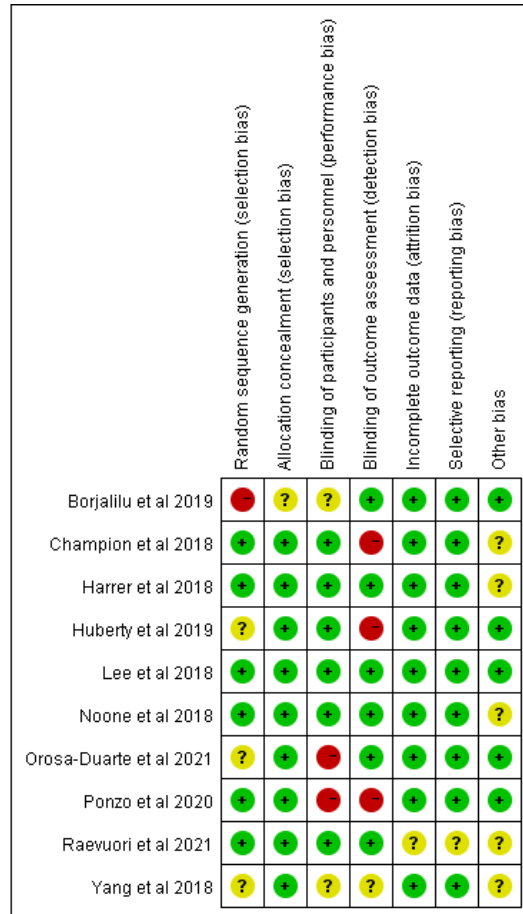 Random sequence generation (selection bias)
Allocation concealment (selection bias)
Blinding of participants and personnel (performance bias)
Blinding of outcome assessment (detection bias)
Incomplete outcome data (attrition bias)
Selective reporting (reporting bias)
Other bias
Borjalilu et al 2019 - ? ? + + + +
Champion et al 2018 + + + - + + ?
Harrer et al 2018 + + + + + + ?
Huberty et al 2019 ? + + - + + +
Lee et al 2018 + + + + + + +
Noone et al 2018 + + + + + + ?
Orosa-Duarte et al 2021 ? + - + + + +
Ponzo et al 2020 + + - - + + +
Raevuori et al 2021 + + + + ? ? ?
Yang et al 2018 ? + ? ? + + ?